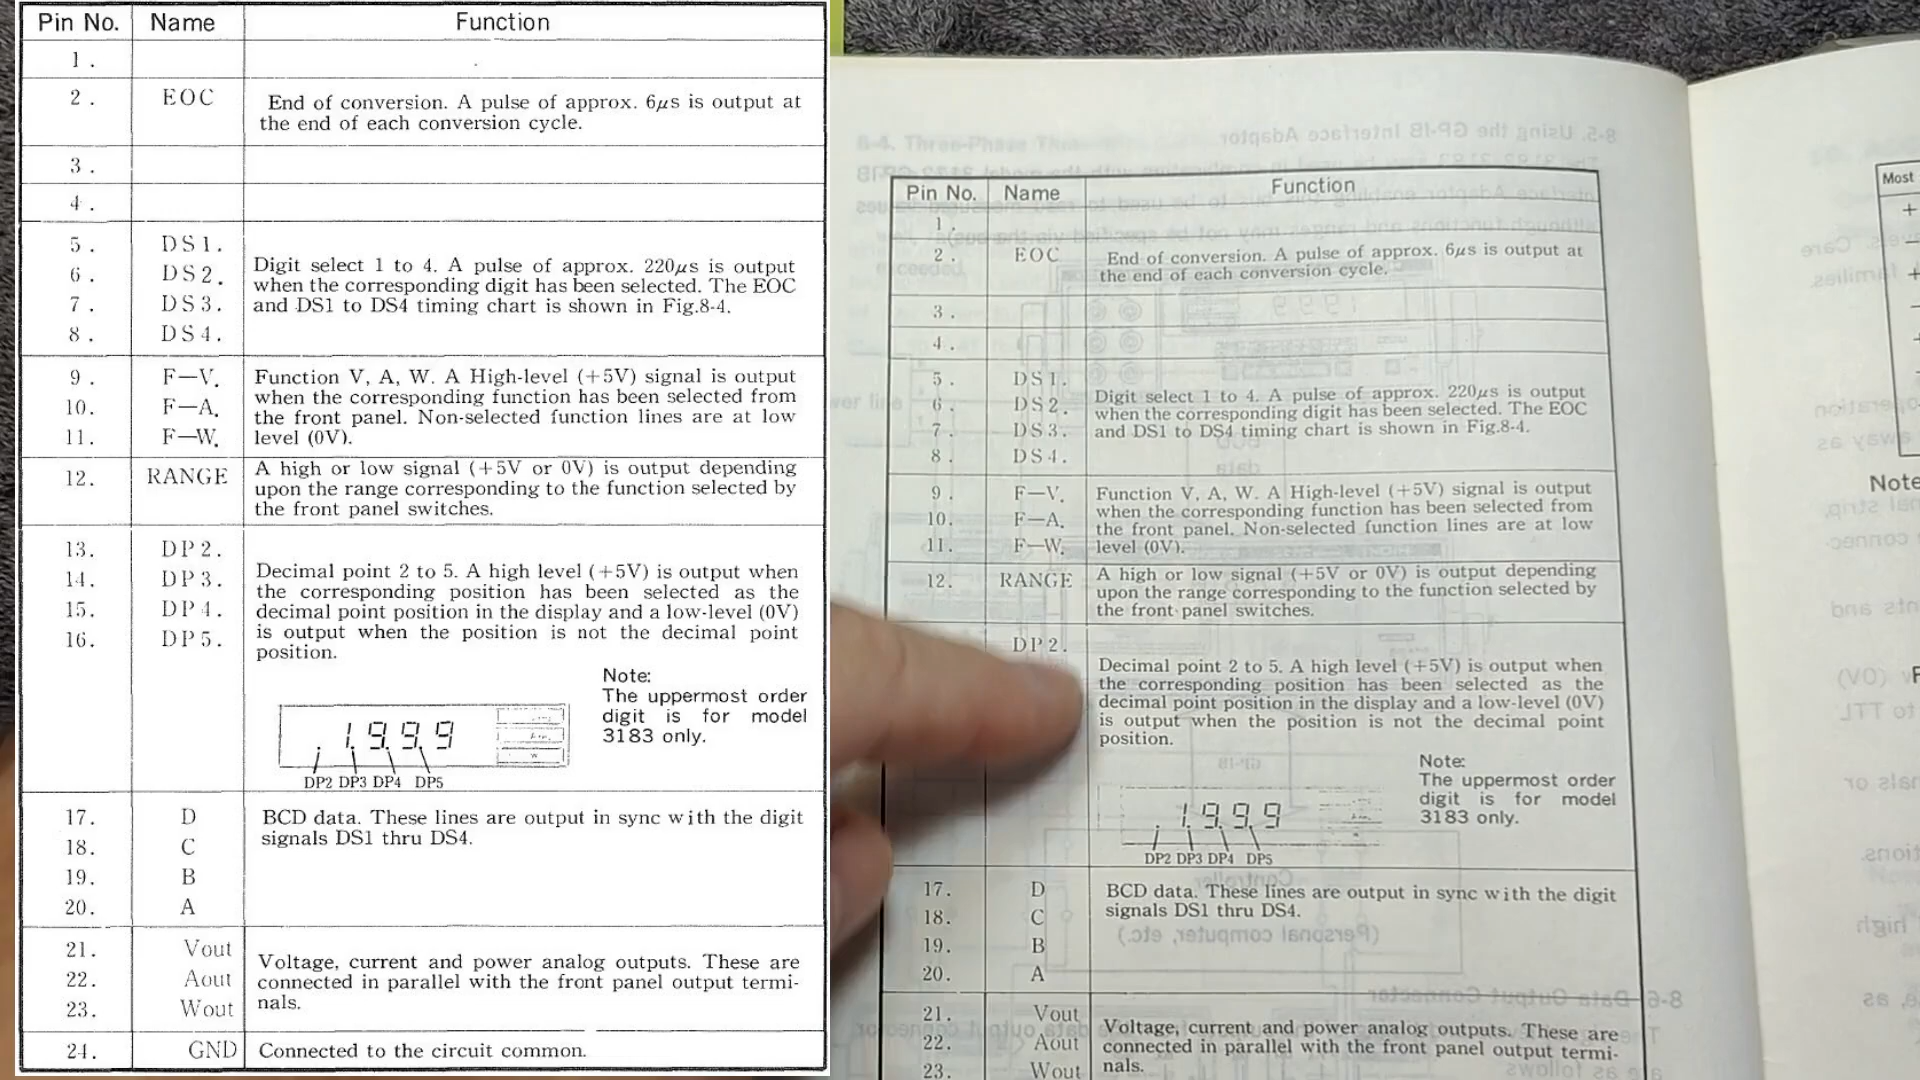 Pin No. Name Function
1.
2. EOC End of conversion. A pulse of approx. 6μs is output at
the end of each conversion cycle.
3.
4.
5. DS1.
6. DS2.
7. DS3.
8. DS4.
Digit select 1 to 4. A pulse of approx. 220μs is output
when the corresponding digit has been selected. The EOC
and DS1 to DS4 timing chart is shown in Fig.8-4.
9. F—V.
10. F—A.
11. F—W.
Function V, A, W. A High-level (+5V) signal is output
when the corresponding function has been selected from
the front panel. Non-selected function lines are at low
level (0V).
12. RANGE
A high or low signal (+5V or 0V) is output depending
upon the range corresponding to the function selected by
the front panel switches.
13. DP2.
14. DP3.
15. DP4.
16. DP5.
Decimal point 2 to 5. A high level (+5V) is output when
the corresponding position has been selected as the
decimal point position in the display and a low-level (0V)
is output when the position is not the decimal point
position.
Note:
The uppermost order
digit is for model
3183 only.
.1.9.9.9
DP2 DP3 DP4 DP5
17. D
18. C
19. B
20. A
BCD data. These lines are output in sync with the digit
signals DS1 thru DS4.
21. Vout
22. Aout
23. Wout
Voltage, current and power analog outputs. These are
connected in parallel with the front panel output termi-
nals.
24. GND Connected to the circuit common.
Pin No. Name Function
1.
2. EOC End of conversion. A pulse of approx. 6μs is output at
the end of each conversion cycle.
3.
4.
5. DS1.
6. DS2.
7. DS3.
8. DS4.
Digit select 1 to 4. A pulse of approx. 220μs is output
when the corresponding digit has been selected. The EOC
and DS1 to DS4 timing chart is shown in Fig.8-4.
9. F—V.
10. F—A.
11. F—W.
Function V, A, W. A High-level (+5V) signal is output
when the corresponding function has been selected from
the front panel. Non-selected function lines are at low
level (0V).
12. RANGE
A high or low signal (+5V or 0V) is output depending
upon the range corresponding to the function selected by
the front panel switches.
DP2.
Decimal point 2 to 5. A high level (+5V) is output when
the corresponding position has been selected as the
decimal point position in the display and a low-level (0V)
is output when the position is not the decimal point
position.
Note:
The uppermost order
digit is for model
3183 only.
.1.9.9.9
DP2 DP3 DP4 DP5
17. D
18. C
19. B
20. A
BCD data. These lines are output in sync with the digit
signals DS1 thru DS4.
21. Vout
22. Aout
23. Wout
Voltage, current and power analog outputs. These are
connected in parallel with the front panel output termi-
nals.
Most
Note